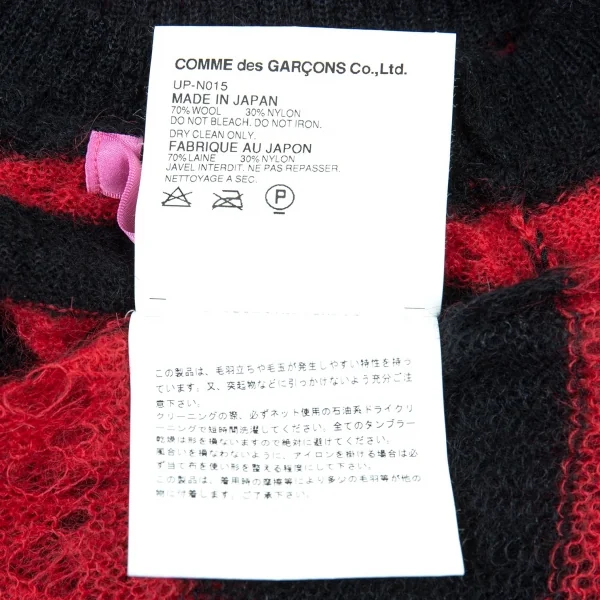 COMME des GARÇONS Co.,Ltd.
UP-N015
MADE IN JAPAN
70% WOOL 30% NYLON
DO NOT BLEACH. DO NOT IRON.
DRY CLEAN ONLY.
FABRIQUE AU JAPON
70% LAINE 30% NYLON
JAVEL INTERDIT. NE PAS REPASSER.
NETTOYAGE A SEC.
P
この製品は、毛羽立ちや毛玉が発生しやすい特性を持っ
ています。又、突起物などに引っかけないよう充分ご注
意下さい。
クリーニングの際、必ずネット使用の石油系ドライクリ
ーニングで短時間洗濯してください。全てのタンブラー
乾燥は形を損ないますので絶対に避けてください。
風合いを損なわないように、アイロンを掛ける場合は必
ず当て布を使い形を整える程度にして下さい。
この製品は、着用時の摩擦等により多少の毛羽等が他の
物に付着します。ご了承下さい。